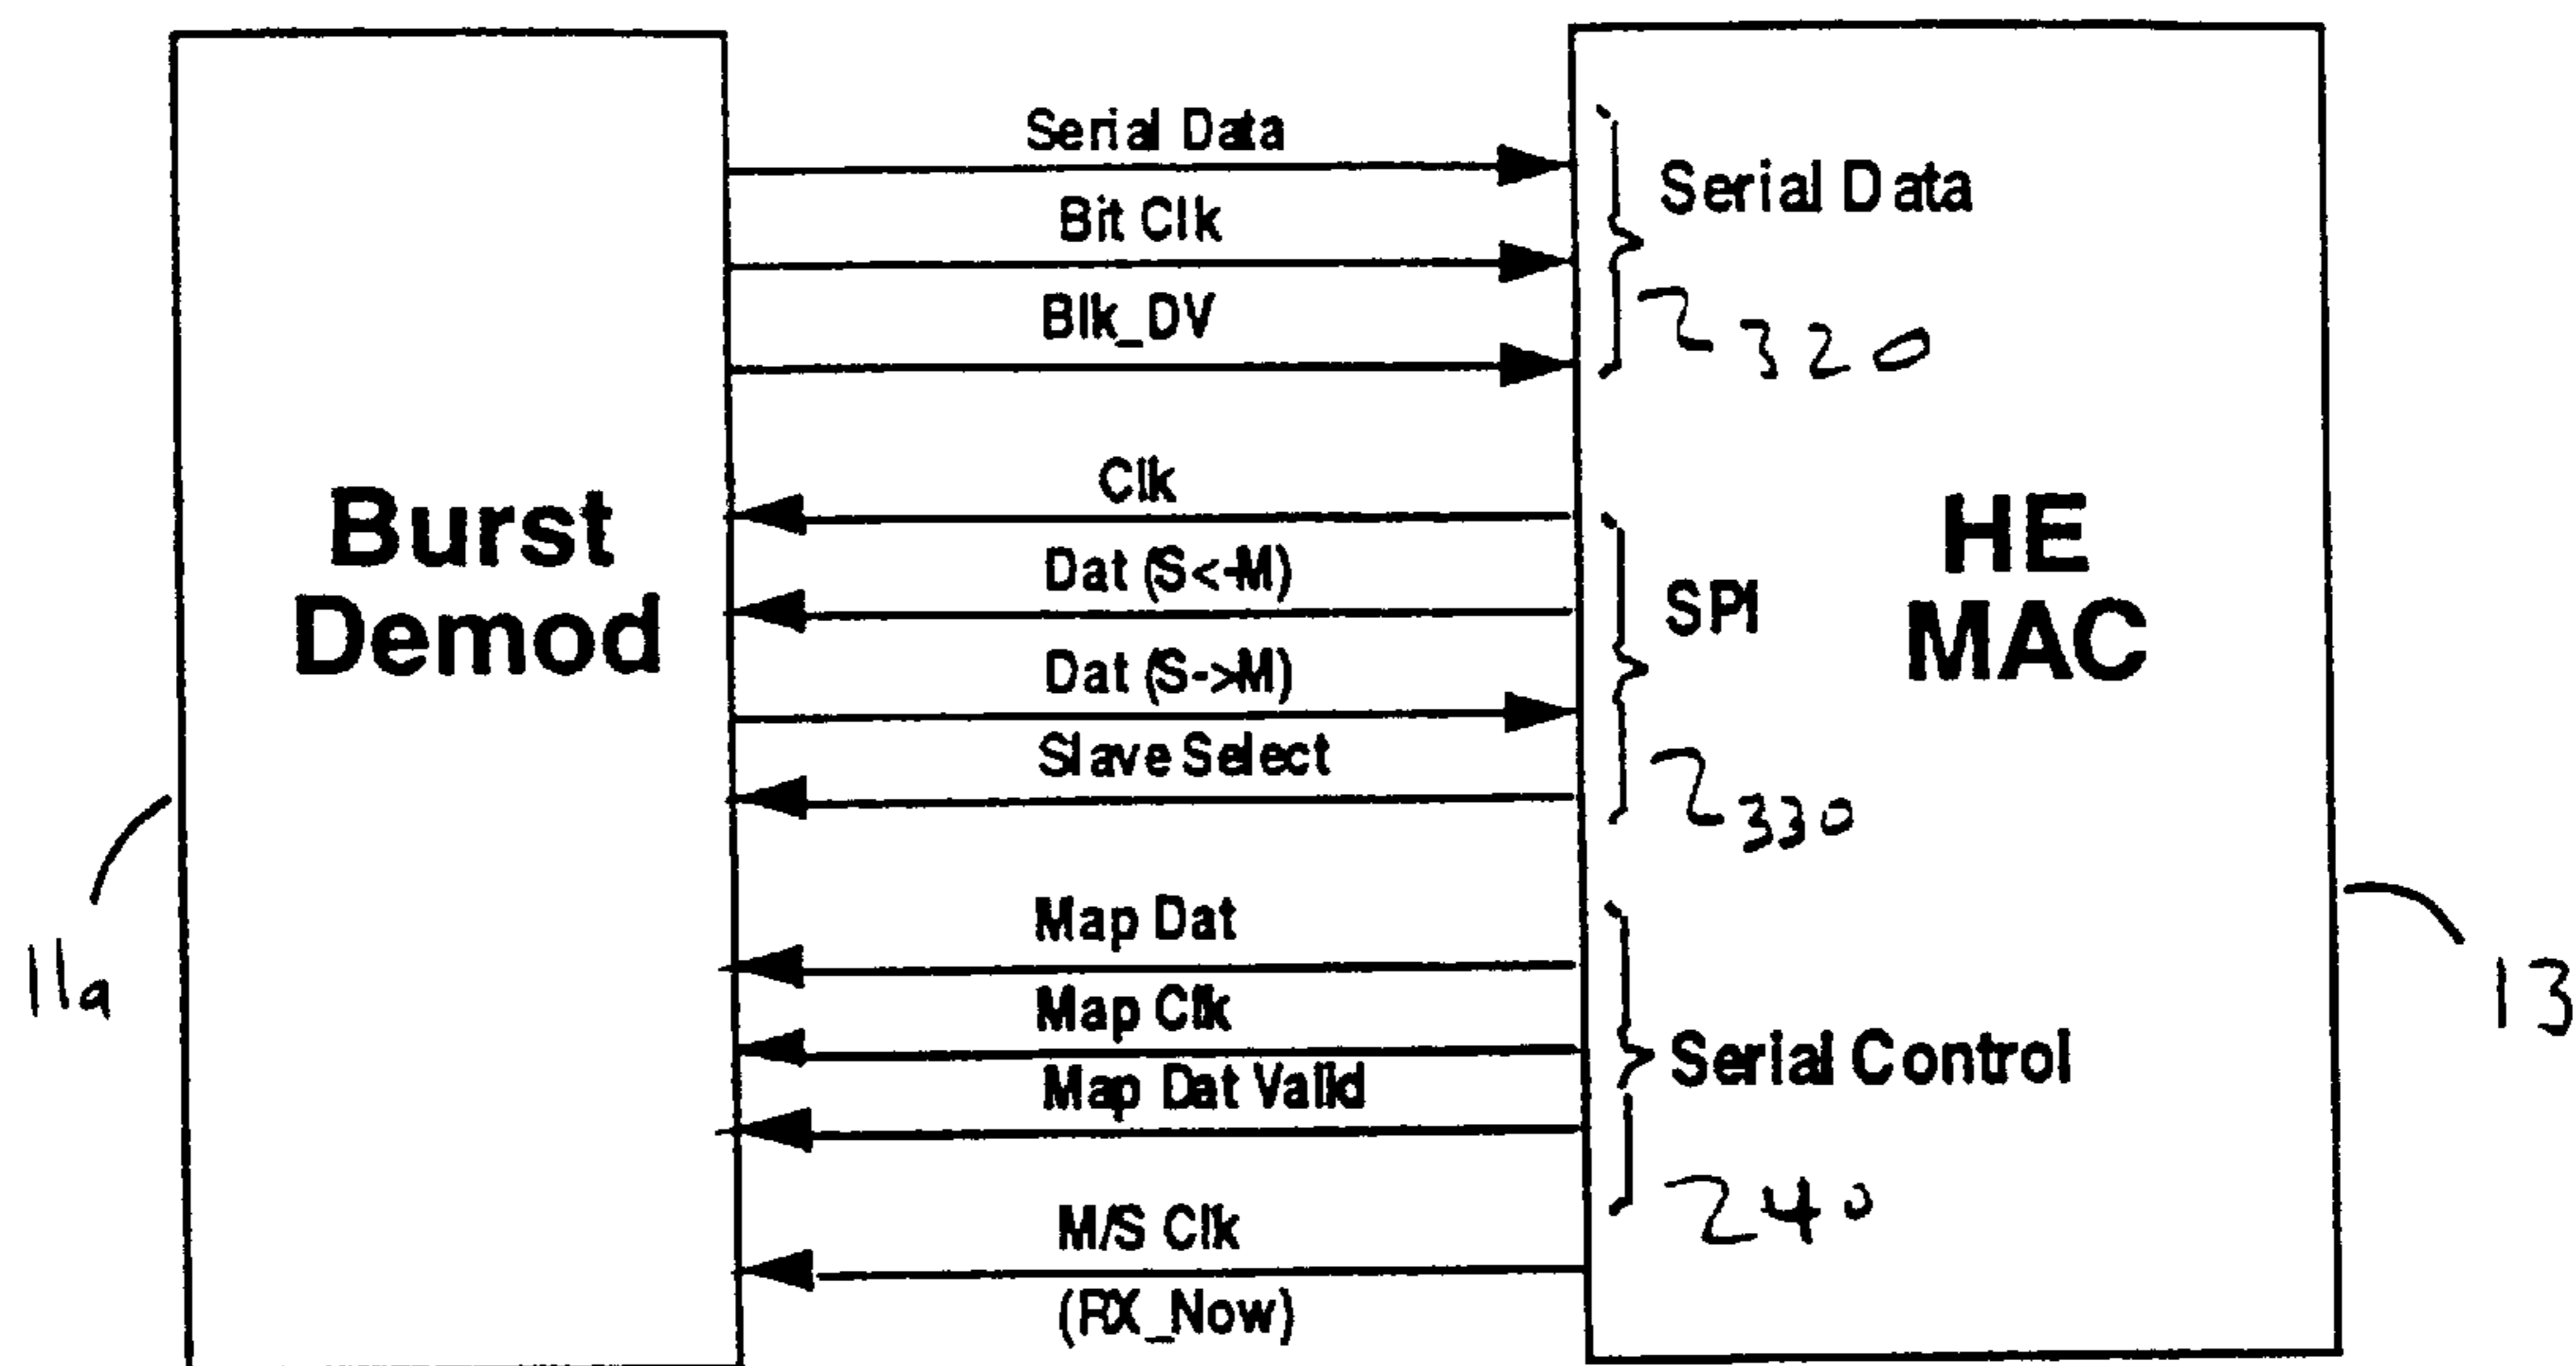 Serial Data
Bit Clk
Blk_DV
Serial Data
320
Clk
Dat (S<-M)
Dat (S->M)
Slave Select
SPI
330
Burst
Demod
HE
MAC
Map Dat
Map Clk
Map Dat Valid
Serial Control
240
M/S Clk
(RX_Now)
11a
13